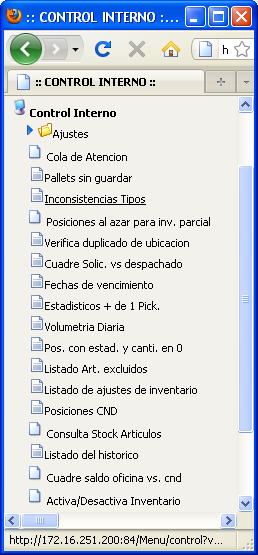 :: CONTROL INTERNO :...
h
:: CONTROL INTERNO ::
Control Interno
Ajustes
Cola de Atencion
Pallets sin guardar
Inconsistencias Tipos
Posiciones al azar para inv. parcial
Verifica duplicado de ubicacion
Cuadre Solic. vs despachado
Fechas de vencimiento
Estadisticos + de 1 Pick.
Volumetria Diaria
Pos. con estad. y canti. en 0
Listado Art. excluidos
Listado de ajustes de inventario
Posiciones CND
Consulta Stock Articulos
Listado del historico
Cuadre saldo oficina vs. cnd
Activa/Desactiva Inventario
http://172.16.251.200:84/Menu/control?v...